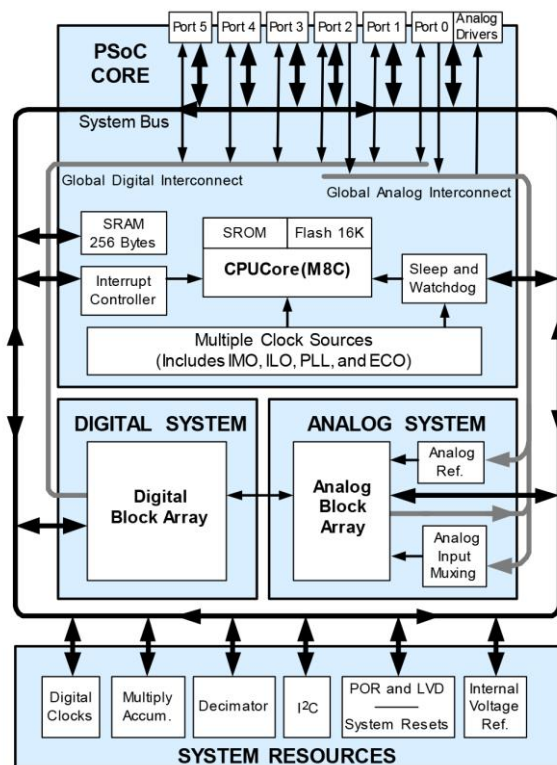 Port 5 Port 4 Port 3 Port 2 Port 1 Port 0 Analog
Drivers
PSoC
CORE
System Bus
Global Digital Interconnect
Global Analog Interconnect
SRAM
256 Bytes
SROM Flash 16K
CPUCore(M8C)
Interrupt
Controller
Sleep and
Watchdog
Multiple Clock Sources
(Includes IMO, ILO, PLL, and ECO)
DIGITAL SYSTEM
Digital
Block Array
ANALOG SYSTEM
Analog
Block
Array
Analog
Ref.
Analog
Input
Muxing
Digital
Clocks
Multiply
Accum.
Decimator
I²C
POR and LVD
System Resets
Internal
Voltage
Ref.
SYSTEM RESOURCES